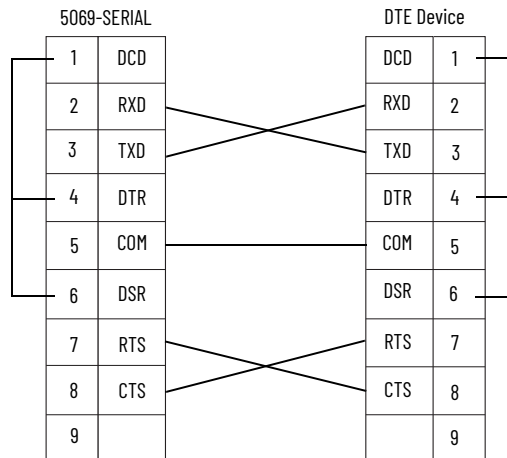 5069-SERIAL DTE Device
1 DCD DCD 1
2 RXD RXD 2
3 TXD TXD 3
4 DTR DTR 4
5 COM COM 5
6 DSR DSR 6
7 RTS RTS 7
8 CTS CTS 8
9 9